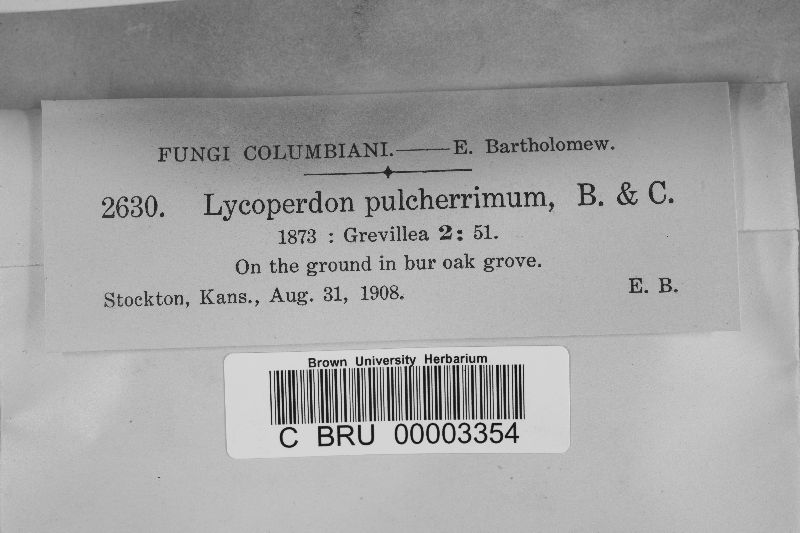 FUNGI COLUMBIANI.——E. Bartholomew.
2630. Lycoperdon pulcherrimum, B. & C.
1873 : Grevillea 2: 51.
On the ground in bur oak grove.
Stockton, Kans., Aug. 31, 1908. E. B.
Brown University Herbarium
C BRU 00003354